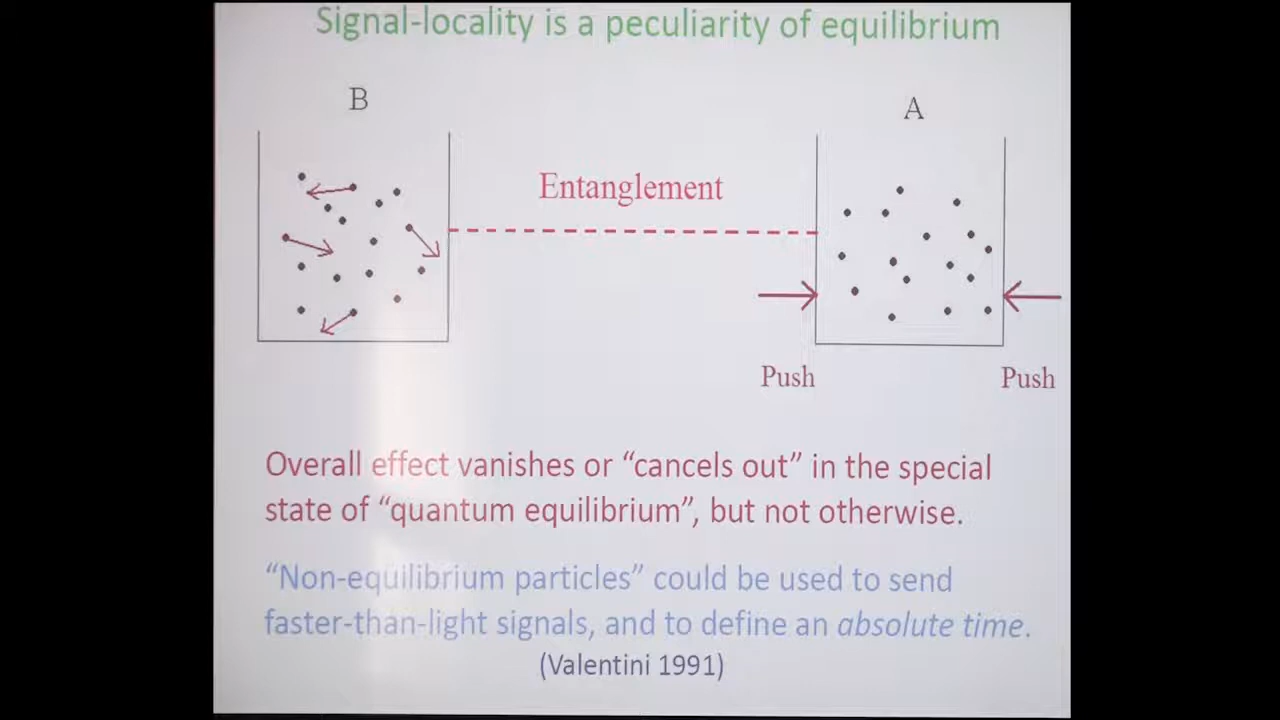 Signal-locality is a peculiarity of equilibrium
B
A
Entanglement
Push
Push
Overall effect vanishes or “cancels out” in the special
state of “quantum equilibrium”, but not otherwise.
“Non-equilibrium particles” could be used to send
faster-than-light signals, and to define an absolute time.
(Valentini 1991)